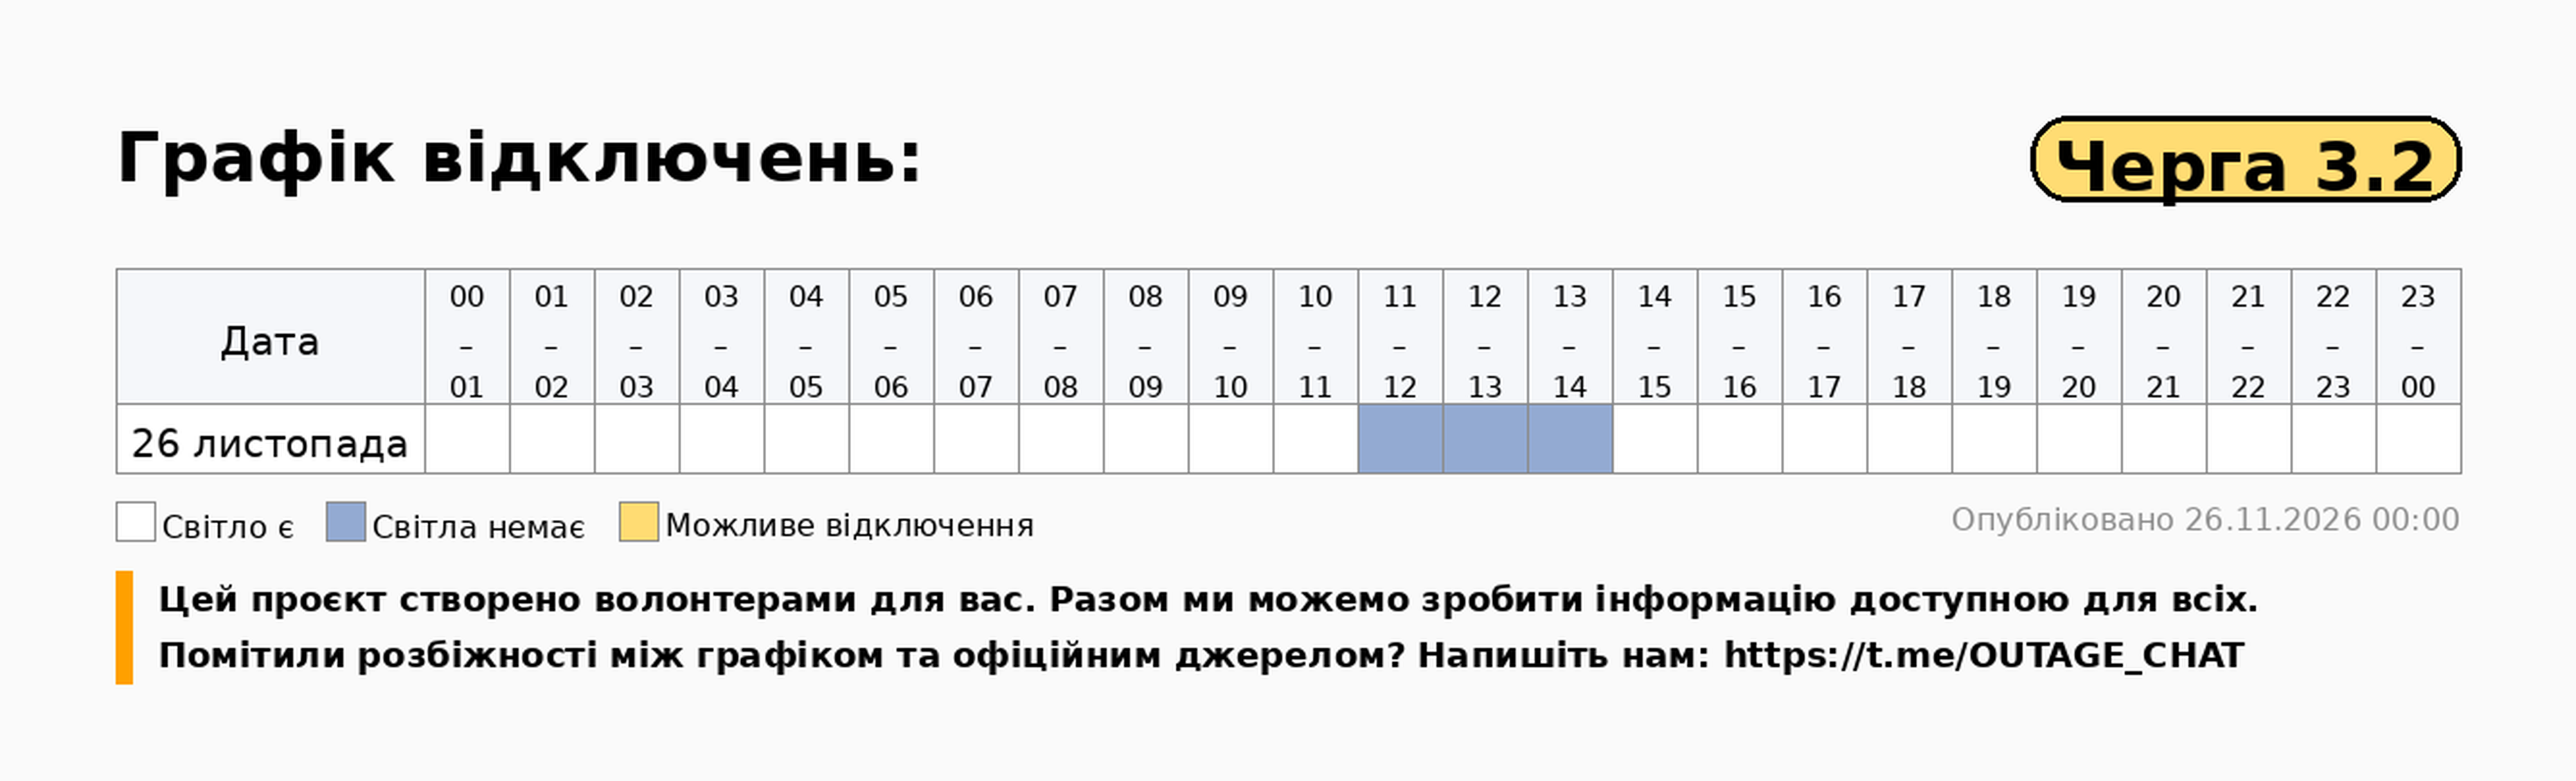 Графік відключень:
Черга 3.2
Дата
00 – 01
01 – 02
02 – 03
03 – 04
04 – 05
05 – 06
06 – 07
07 – 08
08 – 09
09 – 10
10 – 11
11 – 12
12 – 13
13 – 14
14 – 15
15 – 16
16 – 17
17 – 18
18 – 19
19 – 20
20 – 21
21 – 22
22 – 23
23 – 00
26 листопада
Світло є
Світла немає
Можливе відключення
Опубліковано 26.11.2026 00:00
Цей проєкт створено волонтерами для вас. Разом ми можемо зробити інформацію доступною для всіх.
Помітили розбіжності між графіком та офіційним джерелом? Напишіть нам: https://t.me/OUTAGE_CHAT